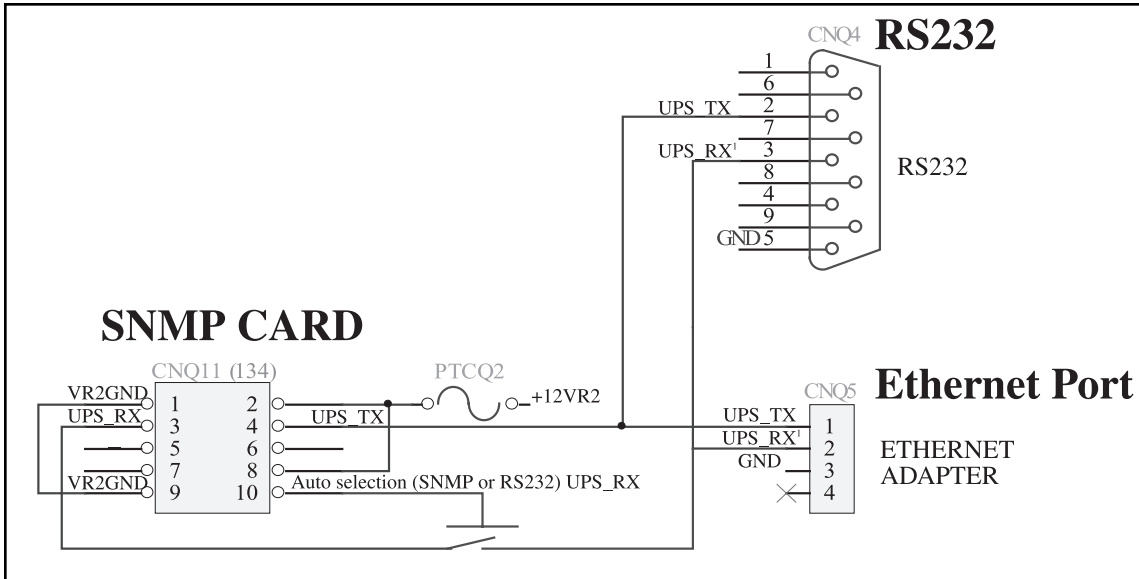 CNQ4 RS232
1
6
UPS_TX 2
7
UPS_RX¹ 3
8
4
9
GND 5
RS232
SNMP CARD
CNQ11 (134)
PTCQ2
+12VR2
VR2GND 1 2
UPS_RX 3 4 UPS_TX
5 6
7 8
VR2GND 9 10 Auto selection (SNMP or RS232) UPS_RX
CNQ5 Ethernet Port
UPS_TX 1
UPS_RX¹ 2
GND 3
4
ETHERNET
ADAPTER